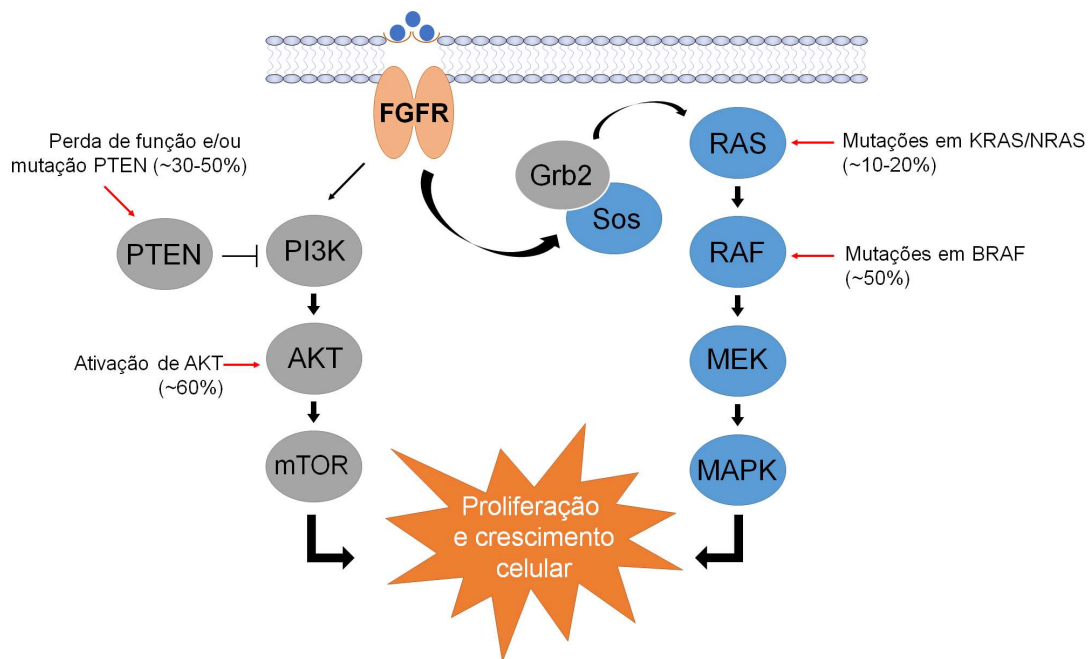 FGFR
Perda de função e/ou
mutação PTEN (~30-50%)
PTEN
PI3K
Ativação de AKT
(~60%)
AKT
mTOR
Grb2
Sos
RAS
Mutações em KRAS/NRAS
(~10-20%)
RAF
Mutações em BRAF
(~50%)
MEK
MAPK
Proliferação
e crescimento
celular